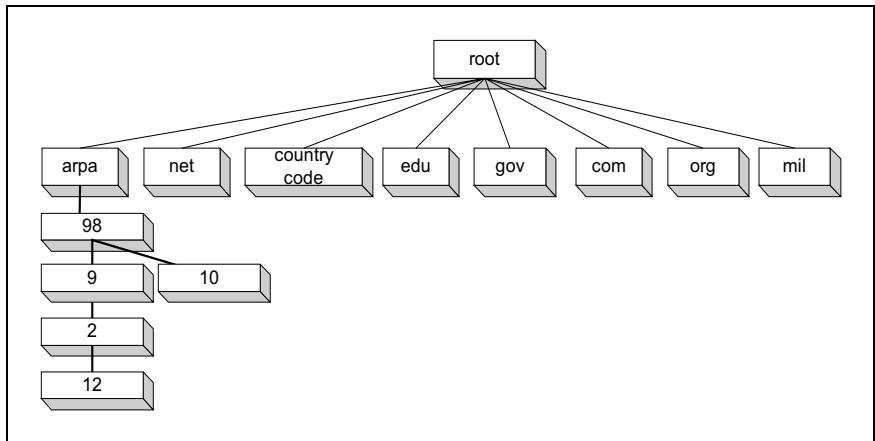 root
arpa
net
country
code
edu
gov
com
org
mil
98
9
10
2
12